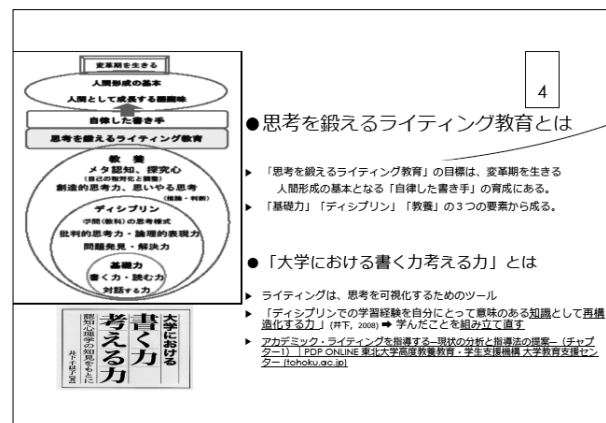 変革期を生きる
人間形成の基本
人間として成長する醍醐味
自律した書き手
思考を鍛えるライティング教育
教 養
メタ認知、探究心
(自己の相対化と調整)
創造的思考力、思いやる思考
(推論・判断)
ディシプリン
学問(教科)の思考様式
批判的思考力・論理的表現力
問題発見・解決力
基礎力
書く力・読む力
対話する力
大学における
書く力
考える力
認知心理学の知見をもとに
井下千以子[著]
4
●思考を鍛えるライティング教育とは
▶ 「思考を鍛えるライティング教育」の目標は、変革期を生きる
人間形成の基本となる「自律した書き手」の育成にある。
▶ 「基礎力」「ディシプリン」「教養」の３つの要素から成る。
● 「大学における書く力考える力」とは
▶ ライティングは、思考を可視化するためのツール
▶ 「ディシプリンでの学習経験を自分にとって意味のある知識として再構
造化する力 」(井下, 2008) ➡ 学んだことを組み立て直す
▶ アカデミック・ライティングを指導する―現状の分析と指導法の提案―（チャプ
ター1）｜PDP ONLINE 東北大学高度教養教育・学生支援機構 大学教育支援セン
ター (tohoku.ac.jp)